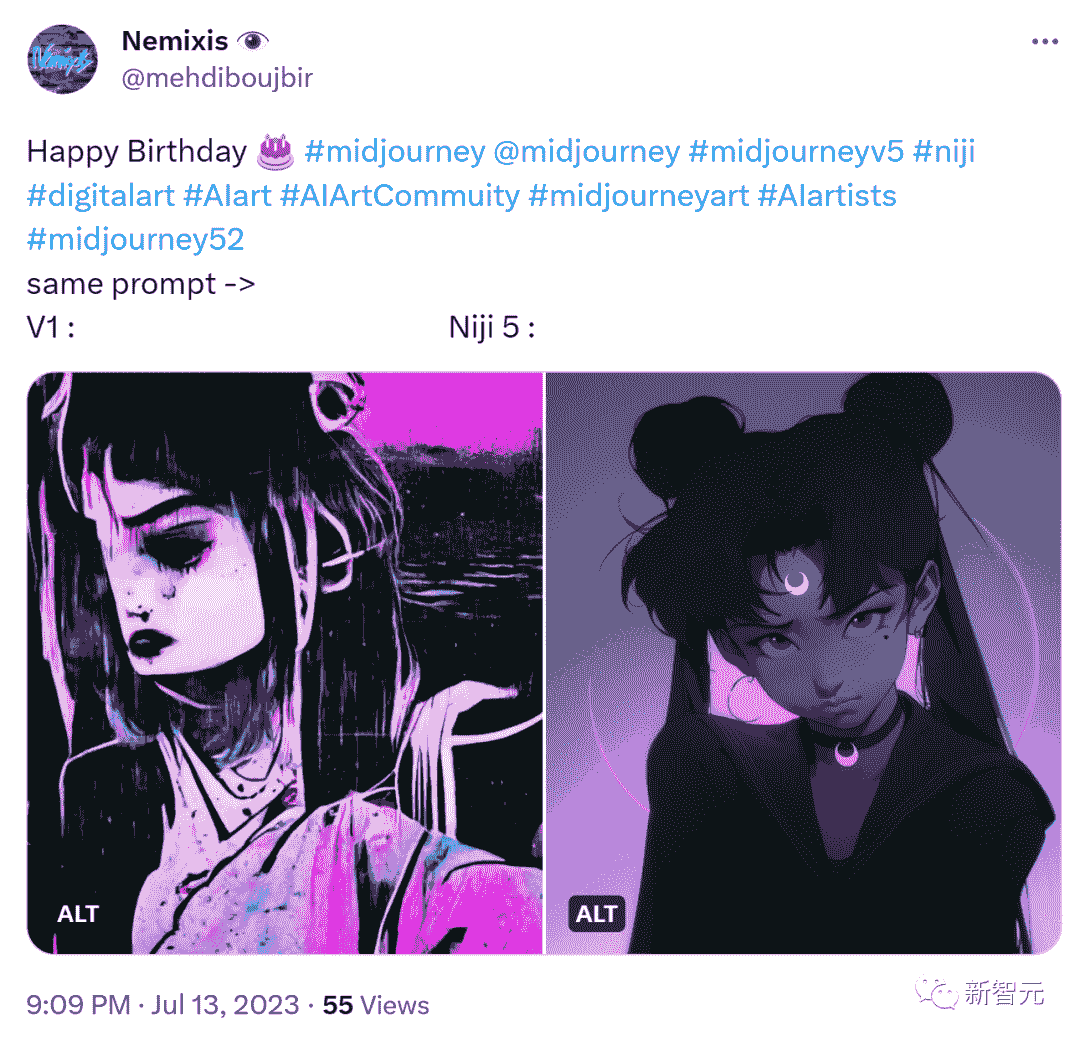 Nemixis 👁
@mehdiboujbir
Happy Birthday 🎂 #midjourney @midjourney #midjourneyv5 #niji
#digitalart #AIart #AIArtCommuity #midjourneyart #AIartists
#midjourney52
same prompt ->
V1 : Niji 5 :
ALT ALT
9:09 PM · Jul 13, 2023 · 55 Views
新智元